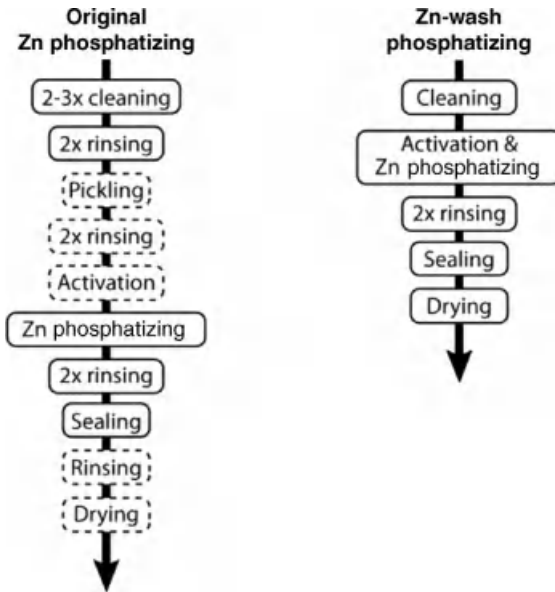 Original
Zn phosphatizing
2-3x cleaning
2x rinsing
Pickling
2x rinsing
Activation
Zn phosphatizing
2x rinsing
Sealing
Rinsing
Drying
Zn-wash
phosphatizing
Cleaning
Activation &
Zn phosphatizing
2x rinsing
Sealing
Drying